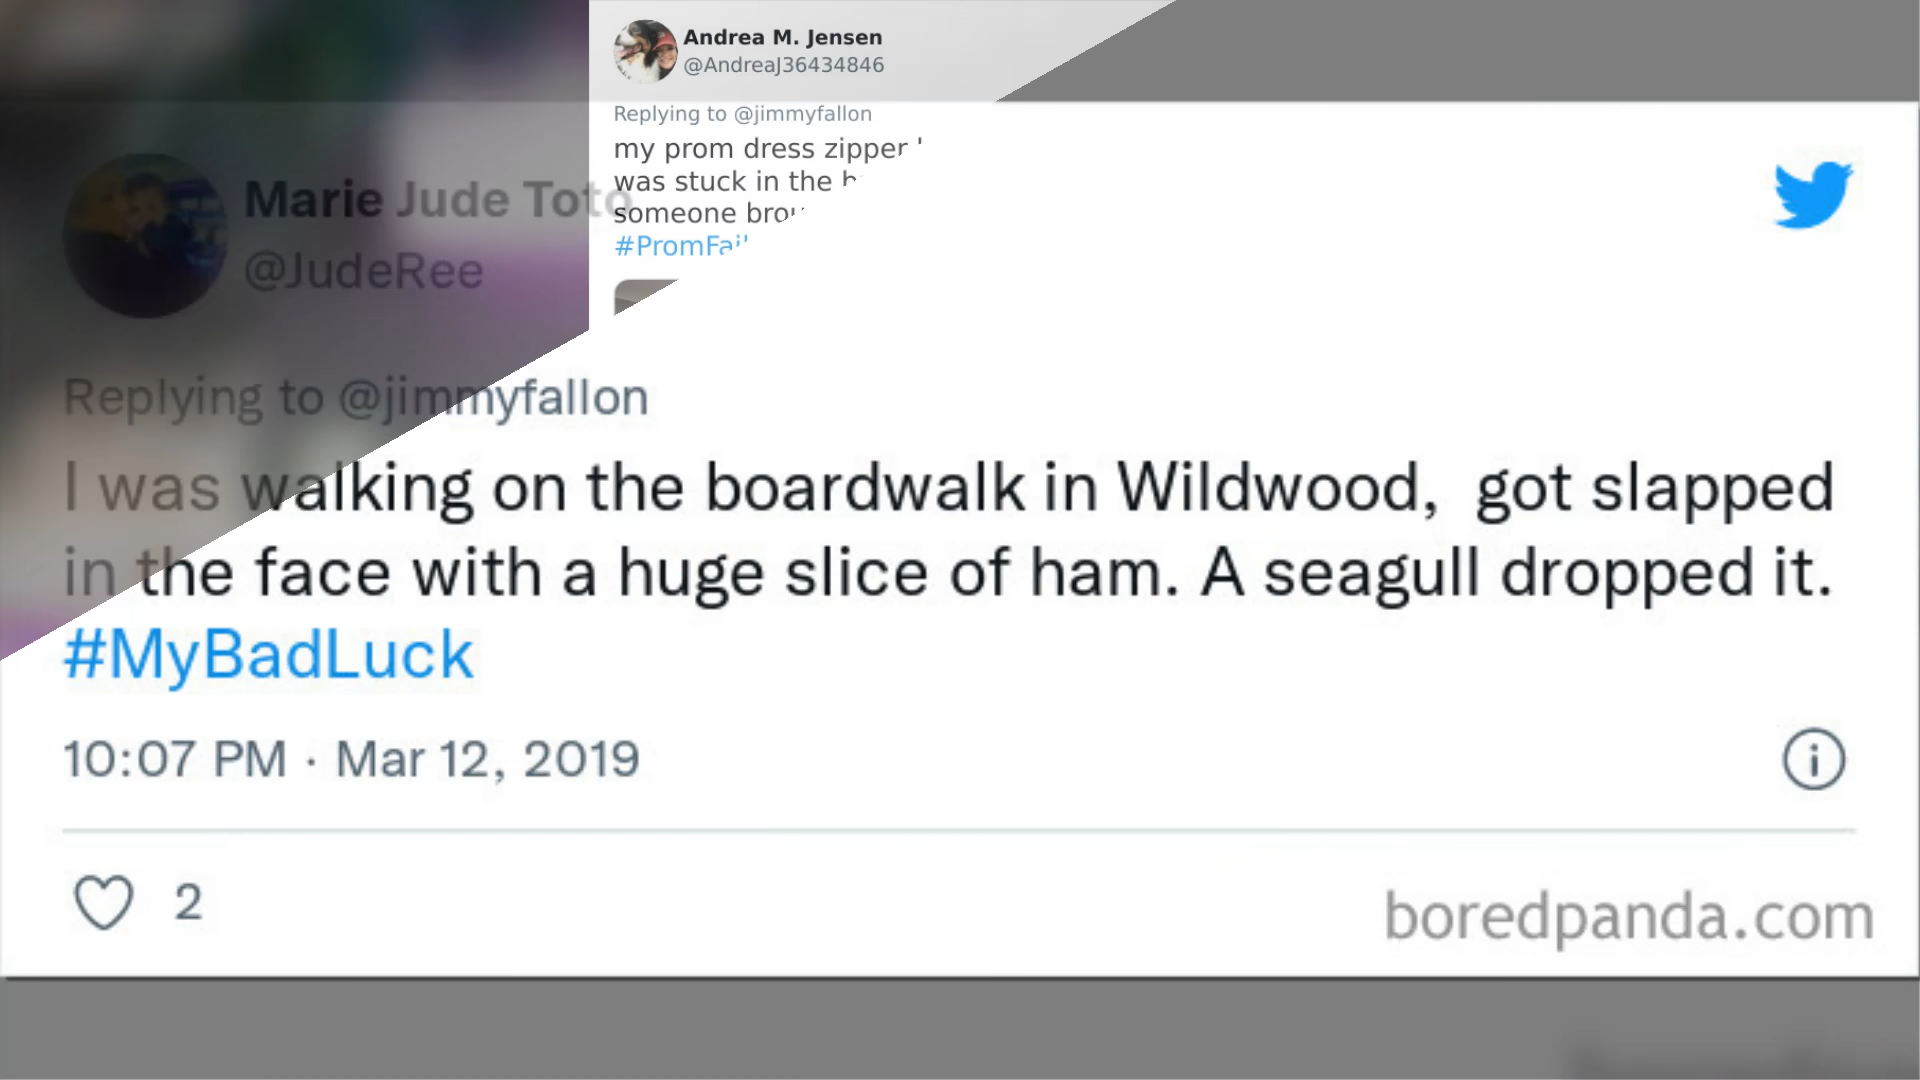 Andrea M. Jensen
@AndreaJ36434846
Replying to @jimmyfallon
my prom dress zipper
was stuck in the
someone
Marie Jude Toto
@JudeRee
Replying to @jimmyfallon
I was walking on the boardwalk in Wildwood, got slapped
in the face with a huge slice of ham. A seagull dropped it.
#MyBadLuck
10:07 PM · Mar 12, 2019
2
boredpanda.com